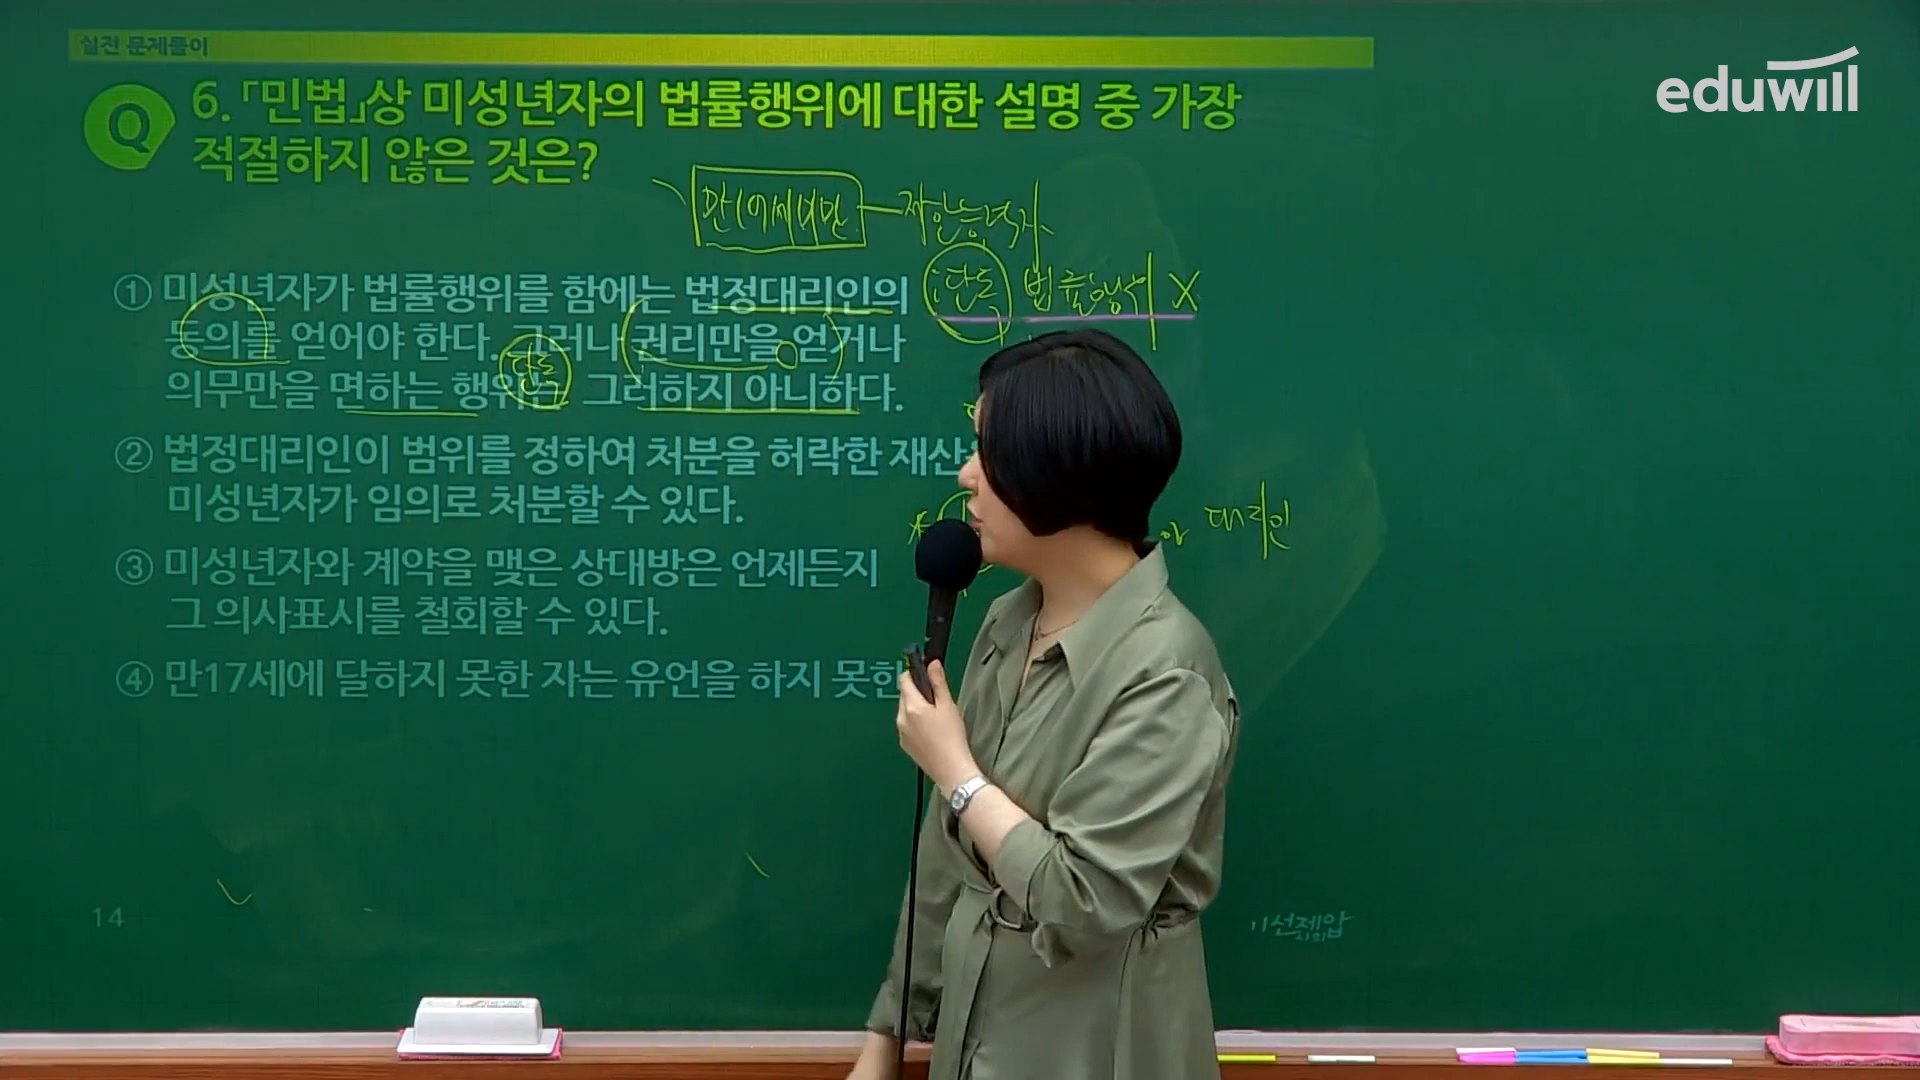 실전 문제풀이
eduwill
Q
6. 「민법」상 미성년자의 법률행위에 대한 설명 중 가장
적절하지 않은 것은?
만19세미만 제한능력자
① 미성년자가 법률행위를 함에는 법정대리인의
단독 법률행위 X
동의를 얻어야 한다. 그러나 권리만을 얻거나
단독
의무만을 면하는 행위는 그러하지 아니하다.
② 법정대리인이 범위를 정하여 처분을 허락한 재산
미성년자가 임의로 처분할 수 있다.
대리인
③ 미성년자와 계약을 맺은 상대방은 언제든지
그 의사표시를 철회할 수 있다.
④ 만17세에 달하지 못한 자는 유언을 하지 못한
14
기선제압